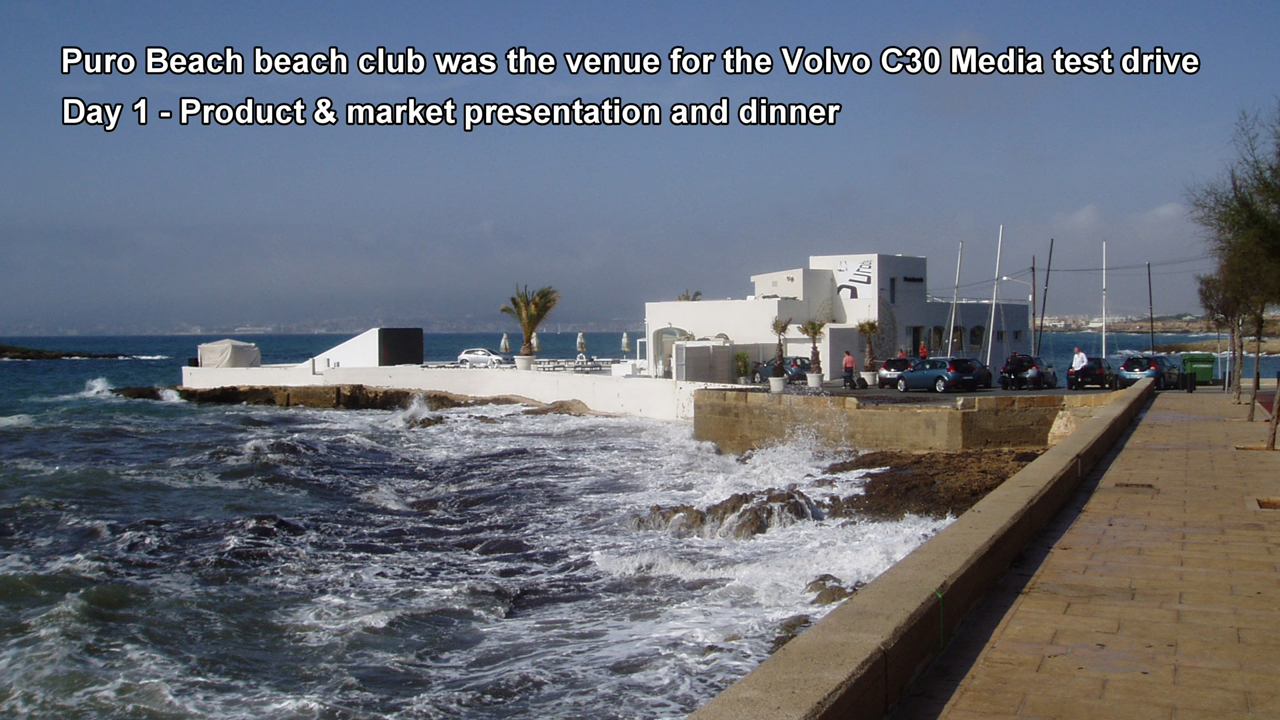 Puro Beach beach club was the venue for the Volvo C30 Media test drive
Day 1 - Product & market presentation and dinner